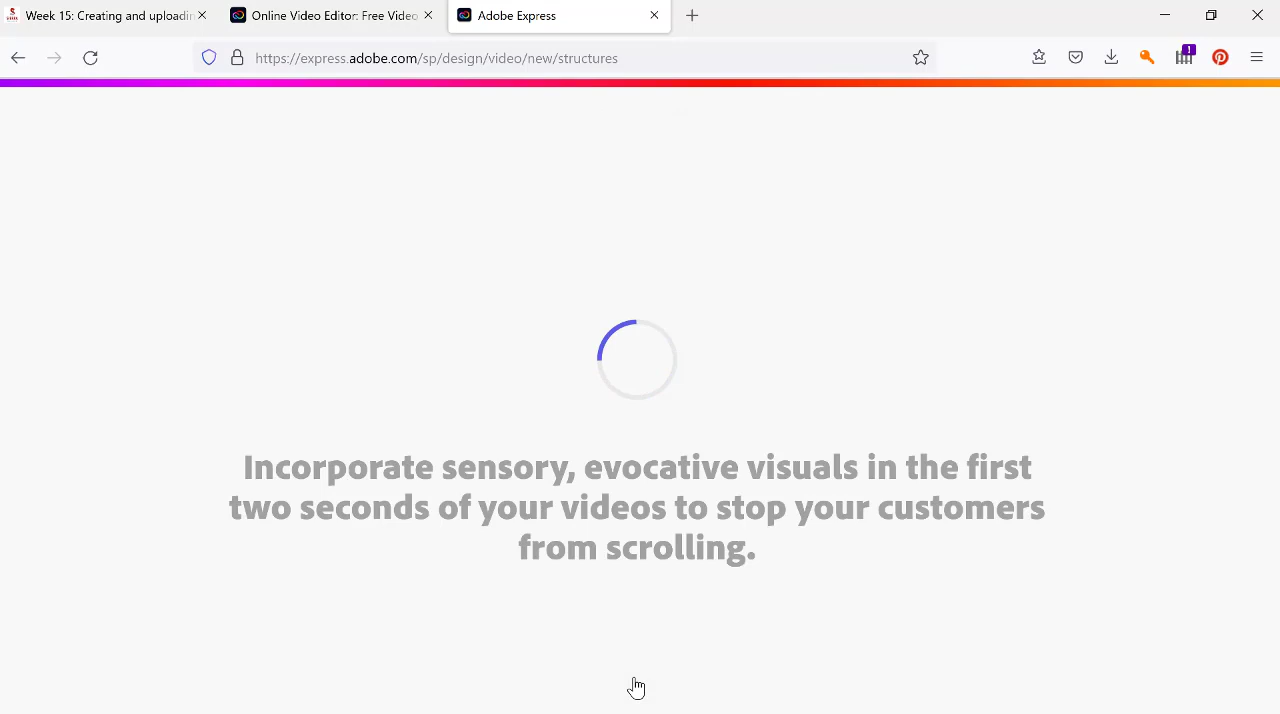 Week 15: Creating and uploadi
Online Video Editor: Free Video
Adobe Express
https://express.adobe.com/sp/design/video/new/structures
1
Incorporate sensory, evocative visuals in the first
two seconds of your videos to stop your customers
from scrolling.